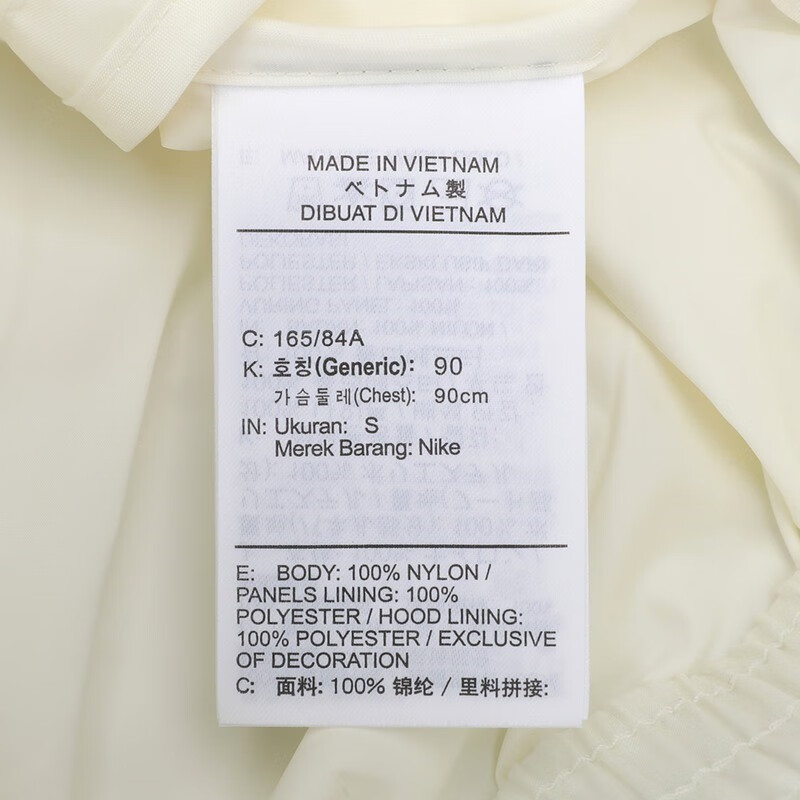 MADE IN VIETNAM
ベトナム製
DIBUAT DI VIETNAM
C: 165/84A
K: 호칭(Generic): 90
가슴둘레(Chest): 90cm
IN: Ukuran: S
Merek Barang: Nike
E: BODY: 100% NYLON /
PANELS LINING: 100%
POLYESTER / HOOD LINING:
100% POLYESTER / EXCLUSIVE
OF DECORATION
C: 面料: 100% 锦纶 / 里料拼接: